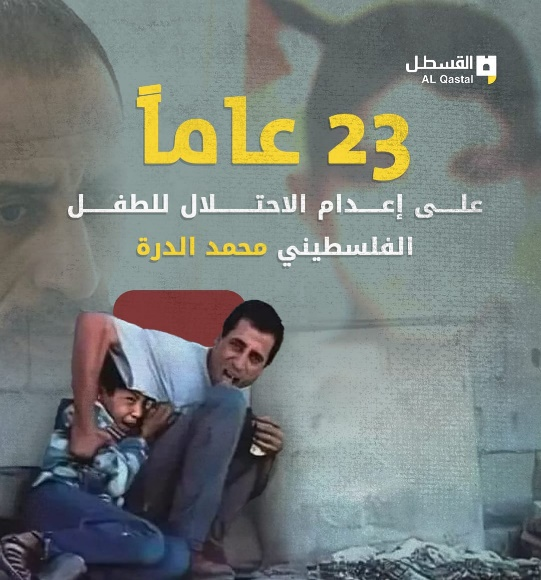 القسطل
AL Qastal
23 عاماً
على إعدام الاحتلال للطفل
الفلسطيني محمد الدرة